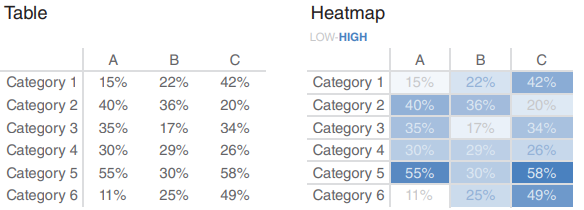 Table
A B C
Category 1 15% 22% 42%
Category 2 40% 36% 20%
Category 3 35% 17% 34%
Category 4 30% 29% 26%
Category 5 55% 30% 58%
Category 6 11% 25% 49%
Heatmap
LOW-HIGH
A B C
Category 1 15% 22% 42%
Category 2 40% 36% 20%
Category 3 35% 17% 34%
Category 4 30% 29% 26%
Category 5 55% 30% 58%
Category 6 11% 25% 49%